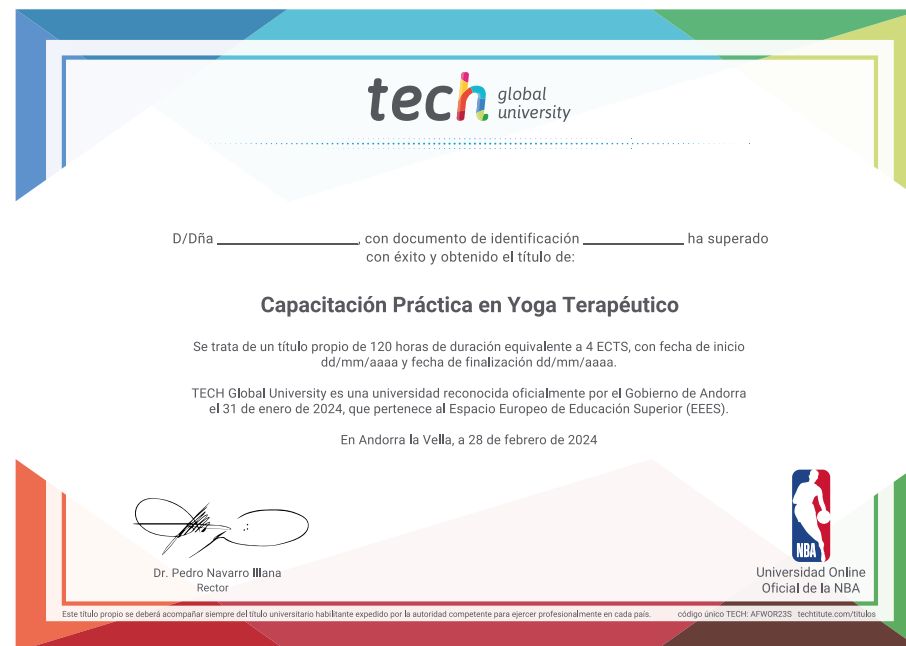 tech global university
D/Dña ____________________, con documento de identificación ______________ ha superado
con éxito y obtenido el título de:
Capacitación Práctica en Yoga Terapéutico
Se trata de un título propio de 120 horas de duración equivalente a 4 ECTS, con fecha de inicio
dd/mm/aaaa y fecha de finalización dd/mm/aaaa.
TECH Global University es una universidad reconocida oficialmente por el Gobierno de Andorra
el 31 de enero de 2024, que pertenece al Espacio Europeo de Educación Superior (EEES).
En Andorra la Vella, a 28 de febrero de 2024
Dr. Pedro Navarro Illana
Rector
NBA
Universidad Online
Oficial de la NBA
Este título propio se deberá acompañar siempre del título universitario habilitante expedido por la autoridad competente para ejercer profesionalmente en cada país. código único TECH: AFWOR23S techtitute.com/titulos